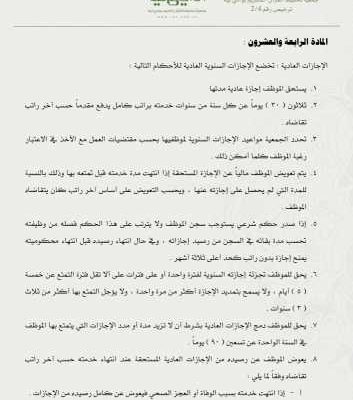 ترخيص رقم 2/4
المادة الرابعة والعشرون :
الإجازات العادية : تخضع الإجازات السنوية العادية للأحكام التالية :
١. يستحق الموظف إجازة عادية مدتها
٢. ثلاثون ( ٣٠ ) يوماً عن كل سنة من سنوات خدمته براتب كامل يدفع مقدماً حسب آخر راتب
تقاضاه .
٣. تحدد الجمعية مواعيد الإجازات السنوية لموظفيها بحسب مقتضيات العمل مع الأخذ في الاعتبار
رغبة الموظف كلما أمكن ذلك .
٤. يتم تعويض الموظف مالياً عن الإجازة المستحقة إذا انتهت مدة خدمته قبل تمتعه بها وذلك بالنسبة
للمدة التي لم يحصل على إجازته عنها ، ويحسب التعويض على أساس آخر راتب كان يتقاضاه
الموظف .
٥. إذا صدر حكم شرعي يستوجب سجن الموظف ولا يترتب على هذا الحكم فصله من وظيفته
تحسب مدة بقائه في السجن من رصيد إجازاته ، وفي حال انتهاء رصيده قبل انتهاء محكوميته
يمنح إجازة بدون راتب كحد أعلى ثلاثة أشهر .
٦. يحق للموظف تجزئة إجازته السنوية لفترة واحدة أو على فترات على ألا تقل فترة التمتع عن خمسة
( ٥ ) أيام ، ولا يسمح بتمديد الإجازة أكثر من مرة واحدة ، ولا يؤجل التمتع بها أكثر من ثلاث
( ٣ ) سنوات .
٧. يحق للموظف دمج الإجازات العادية بشرط أن لا تزيد مدة أو مدد الإجازات التي يتمتع بها الموظف
في السنة الواحدة عن تسعين ( ٩٠ ) يوماً .
٨. يعوض الموظف عن رصيده من الإجازات العادية المستحقة عند انتهاء خدمته حسب آخر راتب
تقاضاه وفقاً لما يلي :
أ - إذا انتهت خدمته بسبب الوفاة أو العجز الصحي فيعوض عن كامل رصيده من الإجازات .